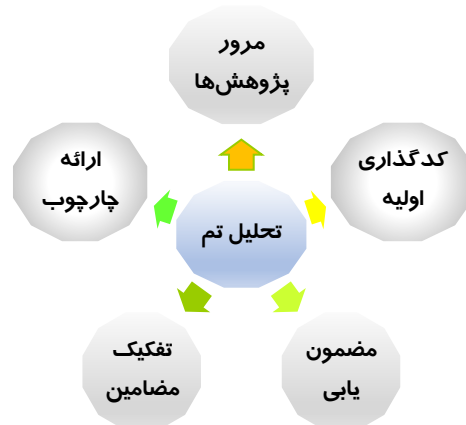 مرور
پژوهش‌ها
کدگذاری
اولیه
مضمون
یابی
تفکیک
مضامین
ارائه
چارچوب
تحلیل تم